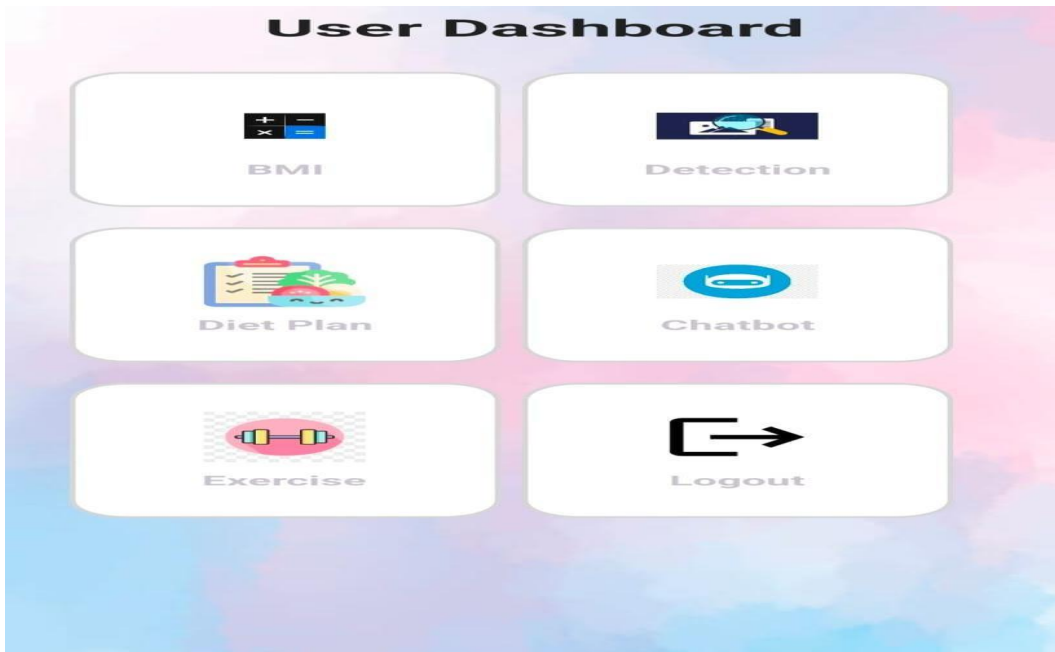 User Dashboard
BMI
Detection
Diet Plan
Chatbot
Exercise
Logout